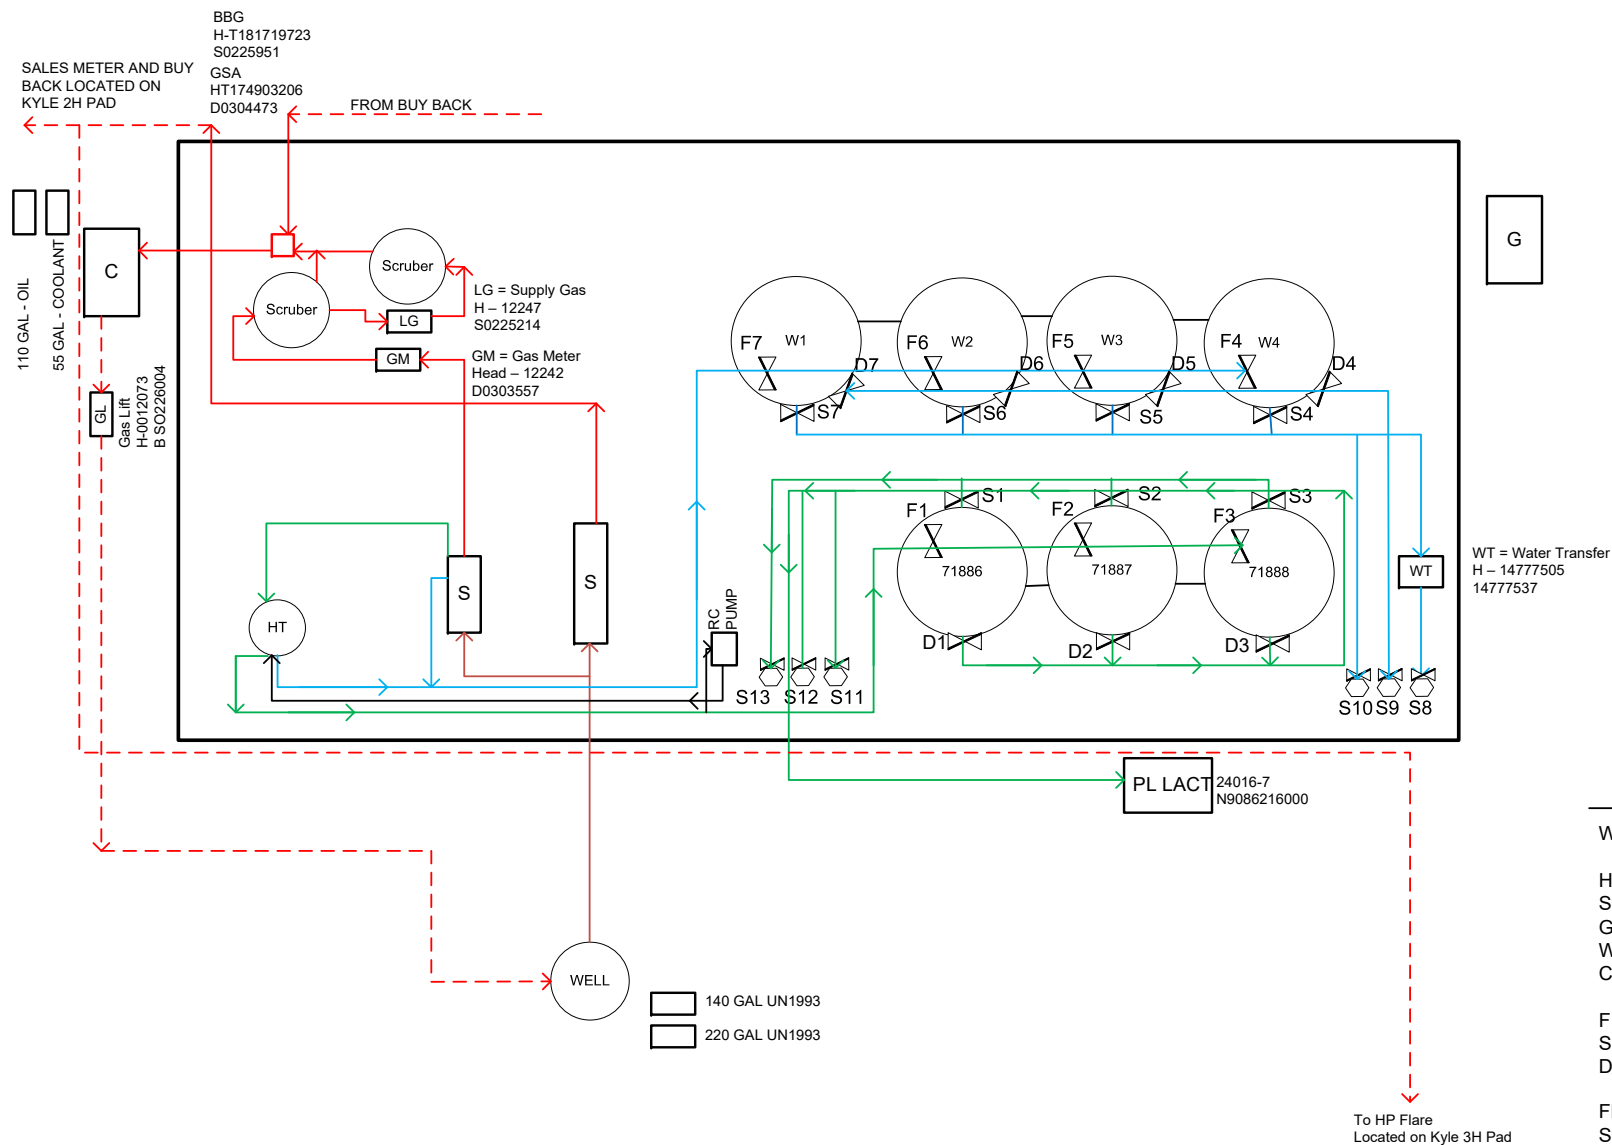 BBG
H-T181719723
S0225951
GSA
HT174903206
D0304473
SALES METER AND BUY
BACK LOCATED ON
KYLE 2H PAD
FROM BUY BACK
110 GAL - OIL
55 GAL - COOLANT
C
G
Scruber
Scruber
LG
LG = Supply Gas
H – 12247
S0225214
GM
GM = Gas Meter
Head – 12242
D0303557
GL
Gas Lift
H-0012073
B SO226004
F7
W1
D7
S7
F6
W2
D6
S6
F5
W3
D5
S5
F4
W4
D4
S4
S1
S2
S3
F1
F2
F3
71886
71887
71888
D1
D2
D3
HT
S
S
RC
PUMP
S13
S12
S11
S10
S9
S8
WT
WT = Water Transfer
H – 14777505
14777537
PL LACT
24016-7
N9086216000
WELL
140 GAL UN1993
220 GAL UN1993
To HP Flare
Located on Kyle 3H Pad
W
H
S
G
W
C
F
S
D
F
S